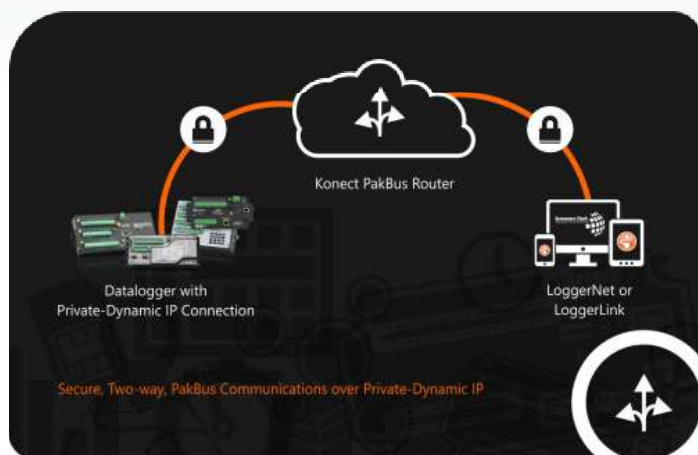 Konect PakBus Router
Datalogger with
Private-Dynamic IP Connection
LoggerNet or
LoggerLink
Secure, Two-way, PakBus Communications over Private-Dynamic IP